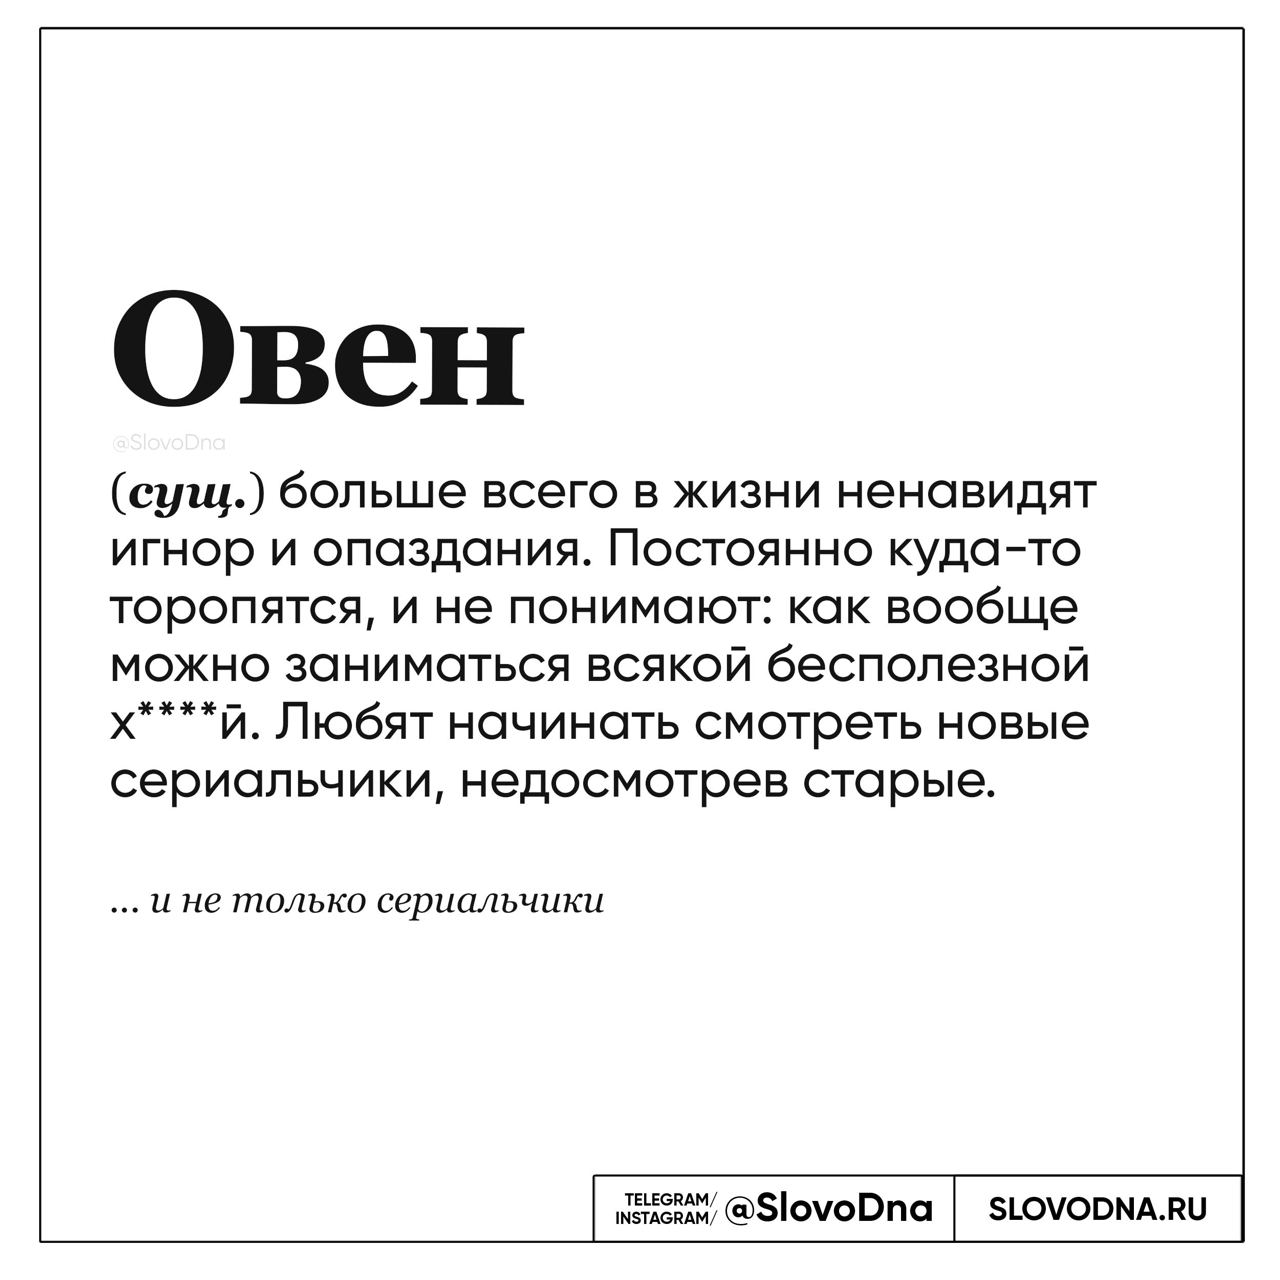 Овен
@SlovoDna
(сущ.) больше всего в жизни ненавидят
игнор и опаздания. Постоянно куда-то
торопятся, и не понимают: как вообще
можно заниматься всякой бесполезной
х****й. Любят начинать смотреть новые
сериальчики, недосмотрев старые.
... и не только сериальчики
TELEGRAM/
INSTAGRAM/
@SlovoDna
SLOVODNA.RU